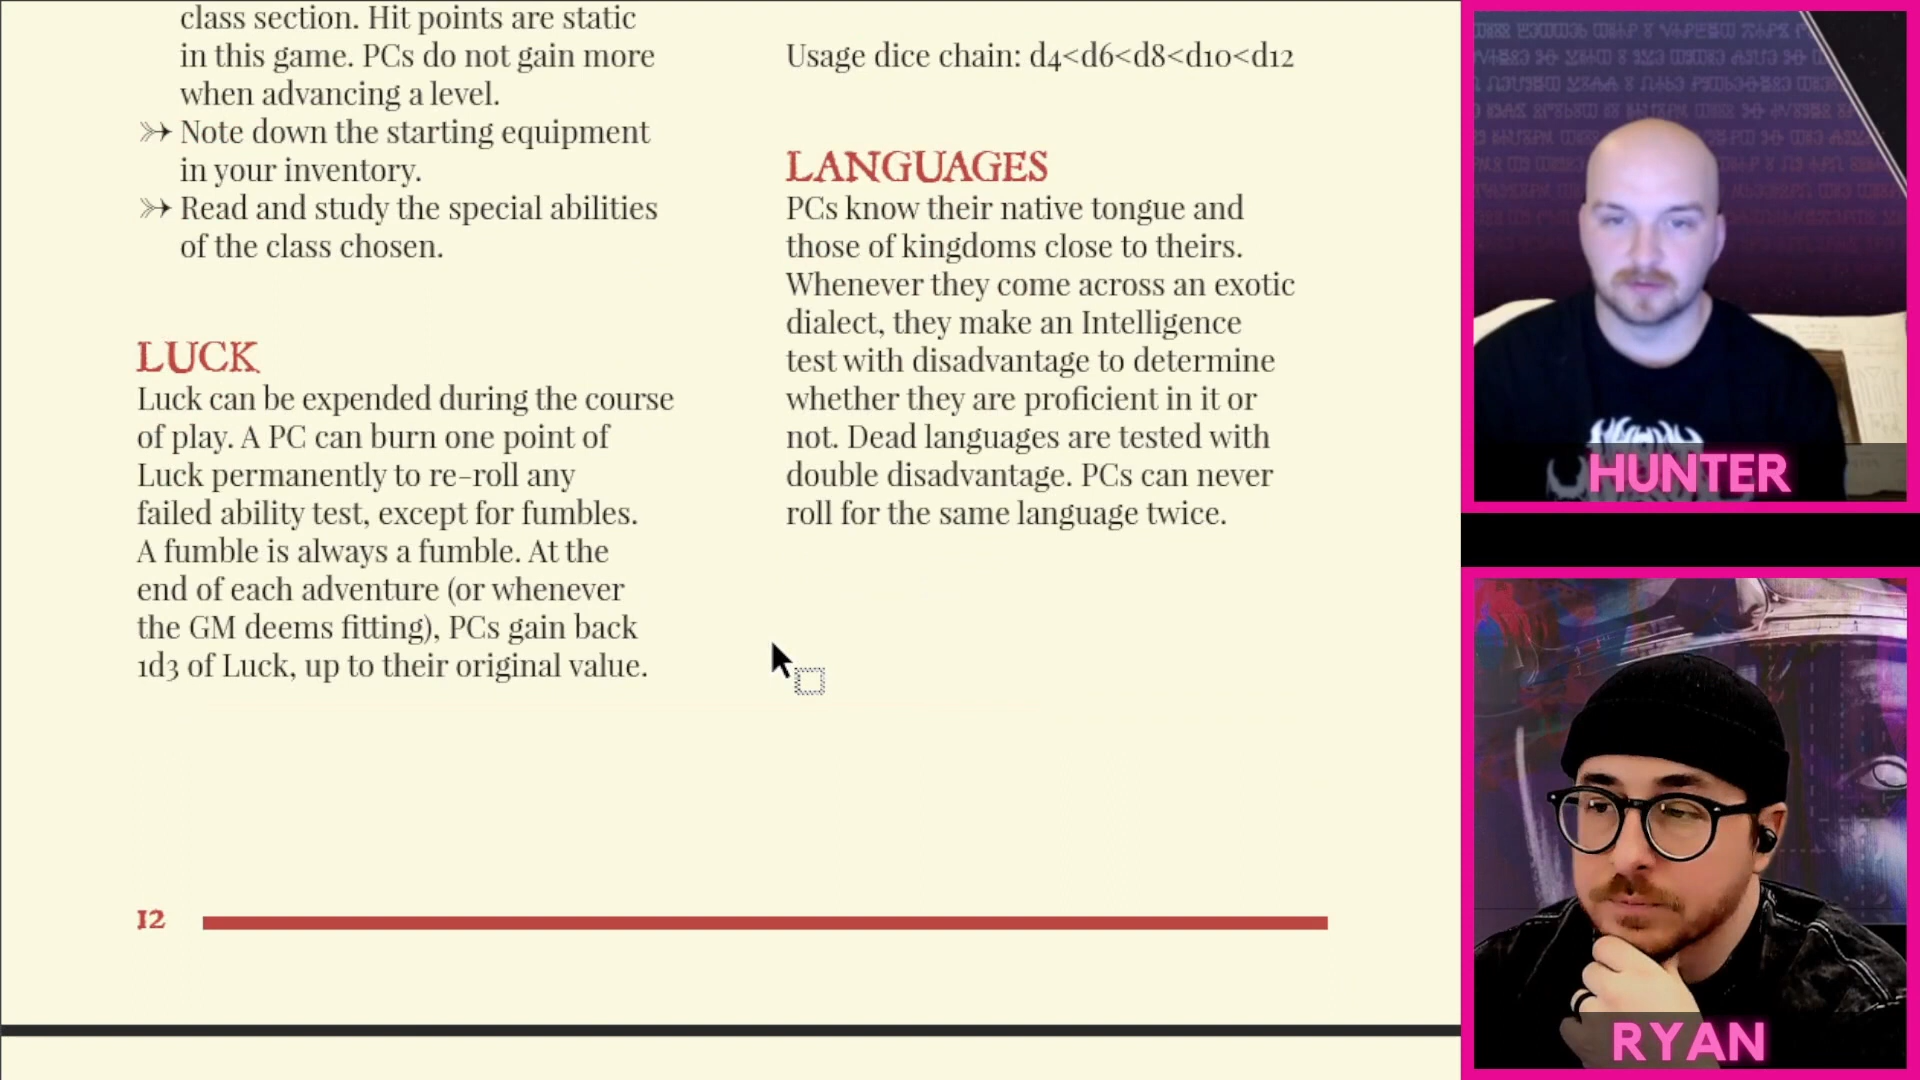 class section. Hit points are static
in this game. PCs do not gain more
when advancing a level.
Note down the starting equipment
in your inventory.
Read and study the special abilities
of the class chosen.
LUCK
Luck can be expended during the course
of play. A PC can burn one point of
Luck permanently to re-roll any
failed ability test, except for fumbles.
A fumble is always a fumble. At the
end of each adventure (or whenever
the GM deems fitting), PCs gain back
1d3 of Luck, up to their original value.
Usage dice chain: d4<d6<d8<d10<d12
LANGUAGES
PCs know their native tongue and
those of kingdoms close to theirs.
Whenever they come across an exotic
dialect, they make an Intelligence
test with disadvantage to determine
whether they are proficient in it or
not. Dead languages are tested with
double disadvantage. PCs can never
roll for the same language twice.
12
HUNTER
RYAN